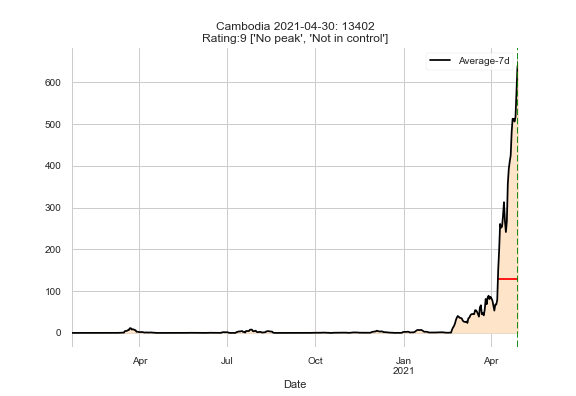 Cambodia 2021-04-30: 13402
Rating:9 ['No peak', 'Not in control']
Average-7d
600
500
400
300
200
100
0
Apr
Jul
Oct
Jan
2021
Apr
Date